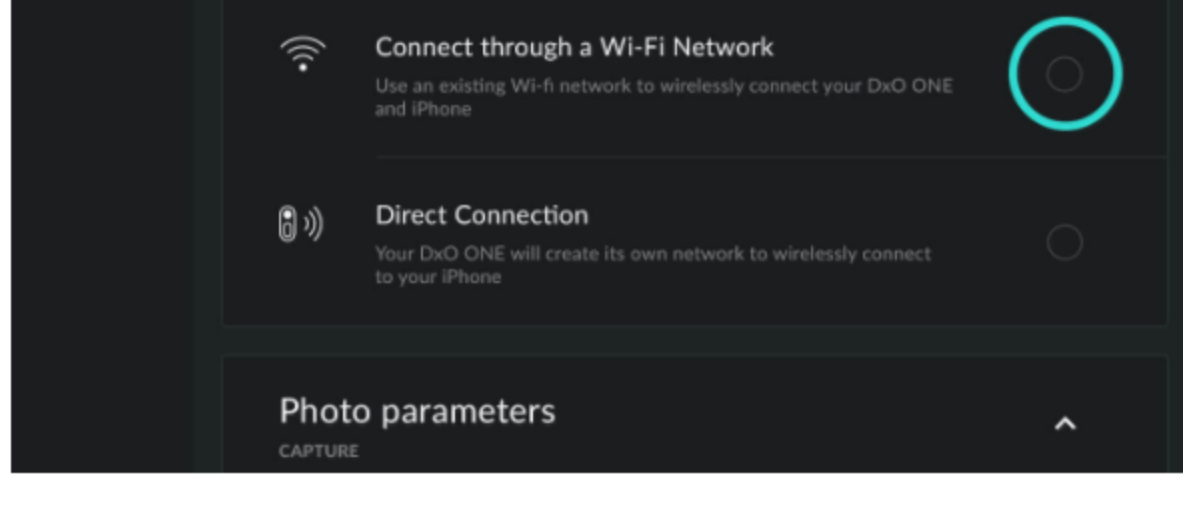 Connect through a Wi-Fi Network
Use an existing Wi-fi network to wirelessly connect your DxO ONE
and iPhone
Direct Connection
Your DxO ONE will create its own network to wirelessly connect
to your iPhone
Photo parameters
CAPTURE